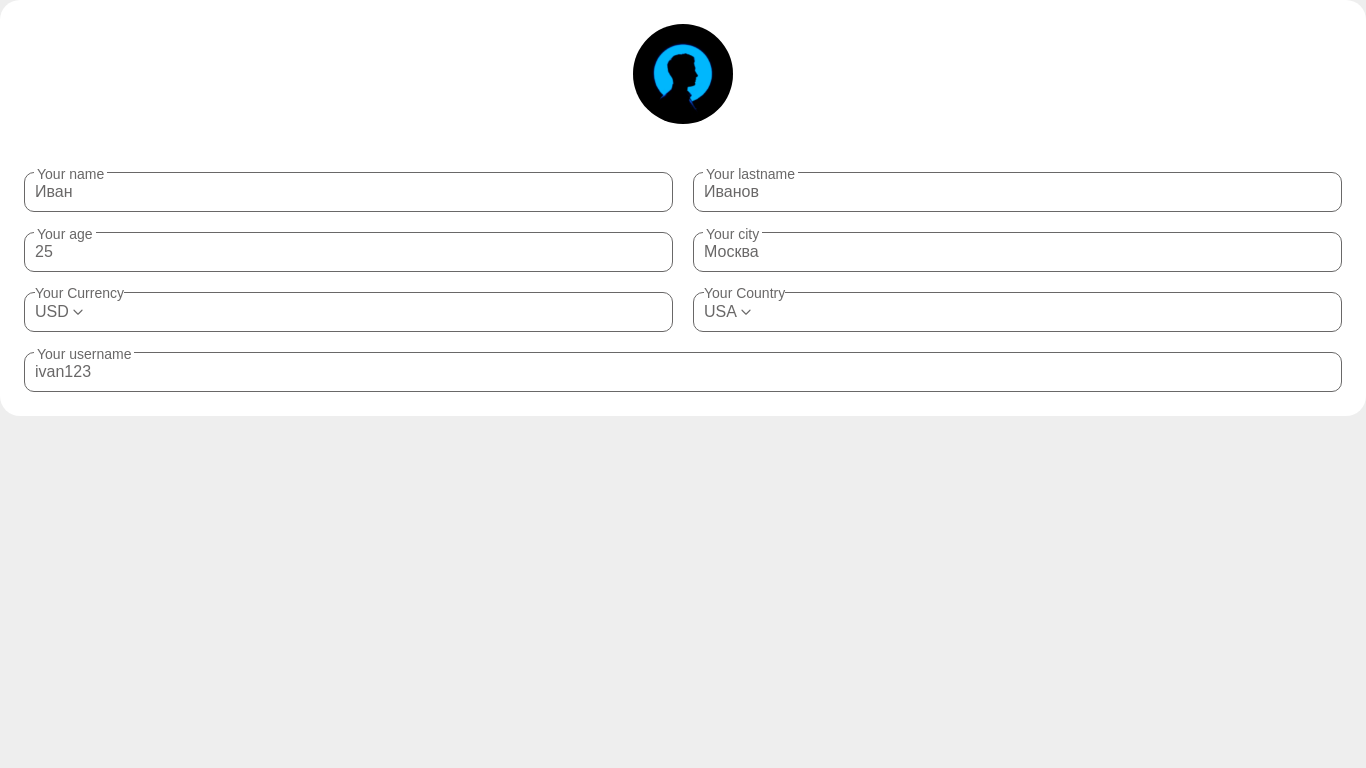 Your name
Иван
Your lastname
Иванов
Your age
25
Your city
Москва
Your Currency
USD
Your Country
USA
Your username
ivan123